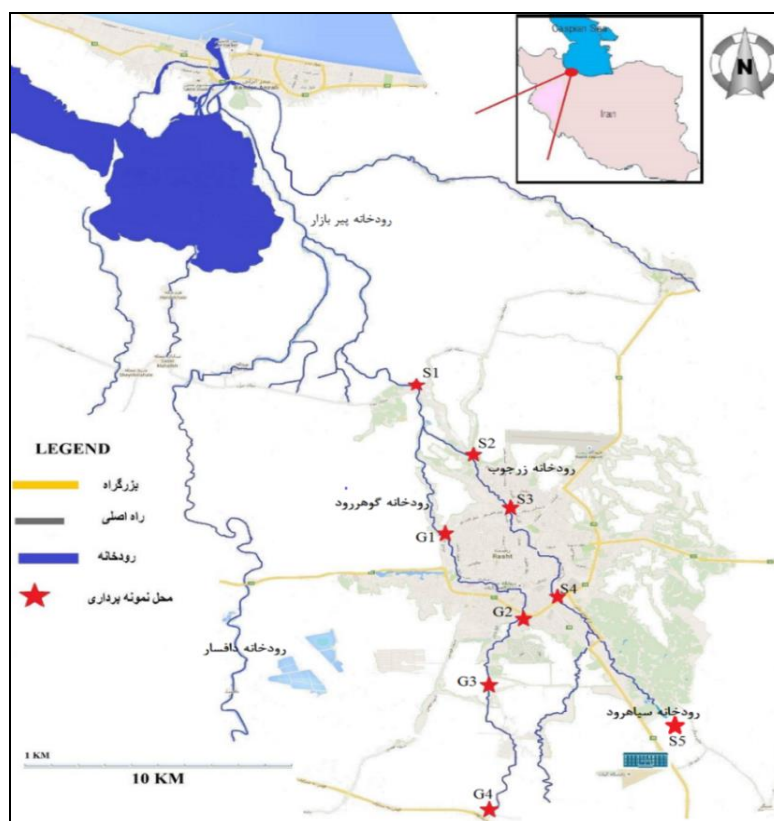 Caspian Sea
Iran
N
رودخانه پیر بازار
S1
S2
رودخانه زرجوب
S3
رودخانه گوهررود
G1
Rasht
S4
G2
رودخانه دافسار
G3
رودخانه سیاهرود
S5
G4
LEGEND
بزرگراه
راه اصلی
رودخانه
محل نمونه برداری
1 KM
10 KM